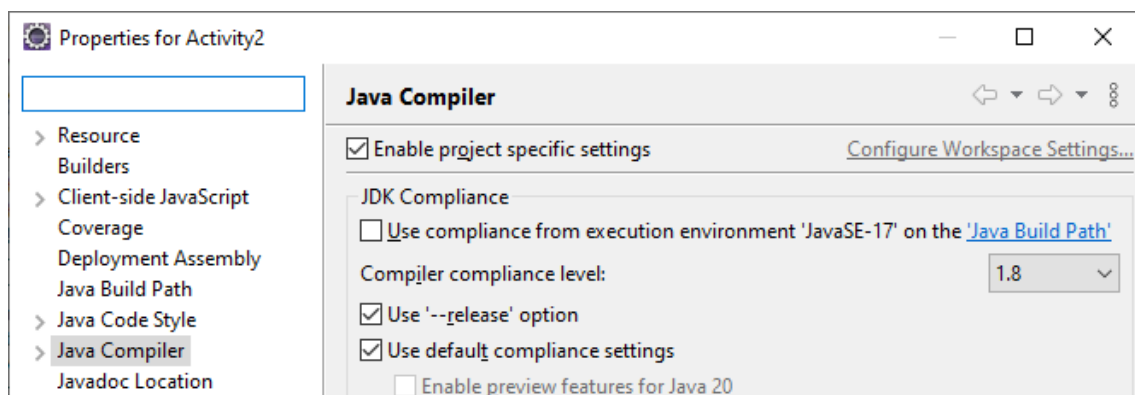 Properties for Activity2
Resource
Builders
Client-side JavaScript
Coverage
Deployment Assembly
Java Build Path
Java Code Style
Java Compiler
Javadoc Location
Java Compiler
Enable project specific settings
Configure Workspace Settings...
JDK Compliance
Use compliance from execution environment 'JavaSE-17' on the 'Java Build Path'
Compiler compliance level:
1.8
Use '--release' option
Use default compliance settings
Enable preview features for Java 20